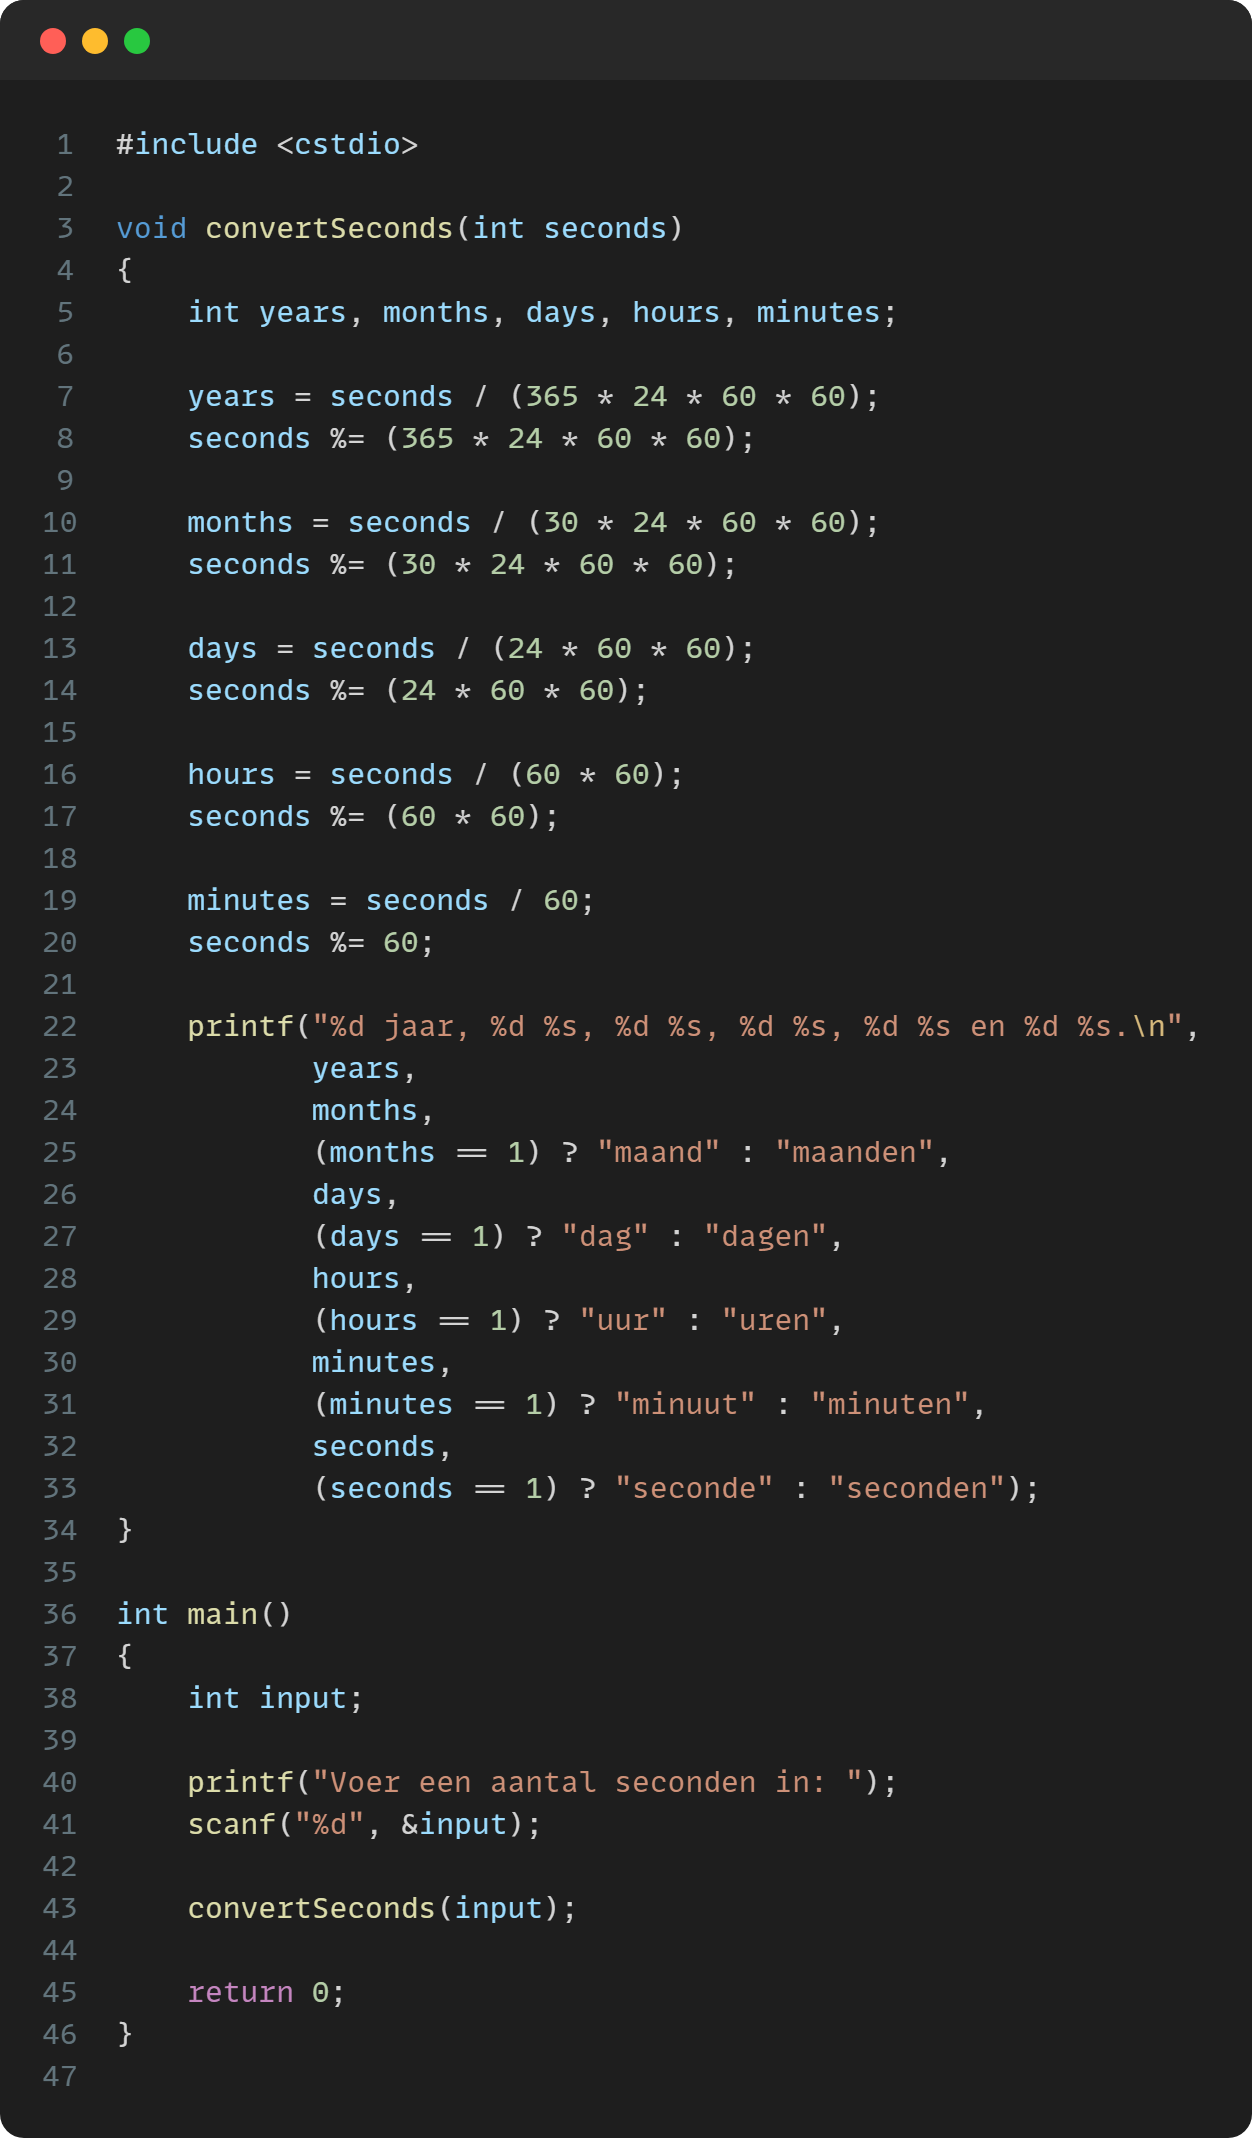 1 #include <cstdio>
2
3 void convertSeconds(int seconds)
4 {
5     int years, months, days, hours, minutes;
6
7     years = seconds / (365 * 24 * 60 * 60);
8     seconds %= (365 * 24 * 60 * 60);
9
10     months = seconds / (30 * 24 * 60 * 60);
11     seconds %= (30 * 24 * 60 * 60);
12
13     days = seconds / (24 * 60 * 60);
14     seconds %= (24 * 60 * 60);
15
16     hours = seconds / (60 * 60);
17     seconds %= (60 * 60);
18
19     minutes = seconds / 60;
20     seconds %= 60;
21
22     printf("%d jaar, %d %s, %d %s, %d %s, %d %s en %d %s.\n",
23            years,
24            months,
25            (months == 1) ? "maand" : "maanden",
26            days,
27            (days == 1) ? "dag" : "dagen",
28            hours,
29            (hours == 1) ? "uur" : "uren",
30            minutes,
31            (minutes == 1) ? "minuut" : "minuten",
32            seconds,
33            (seconds == 1) ? "seconde" : "seconden");
34 }
35
36 int main()
37 {
38     int input;
39
40     printf("Voer een aantal seconden in: ");
41     scanf("%d", &input);
42
43     convertSeconds(input);
44
45     return 0;
46 }
47